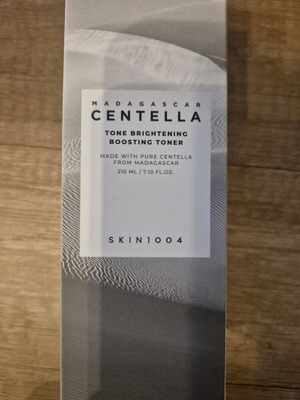 MADAGASCAR
CENTELLA
TONE BRIGHTENING
BOOSTING TONER
MADE WITH PURE CENTELLA
FROM MADAGASCAR
210 ML / 7.10 FL.OZ.
SKIN1004